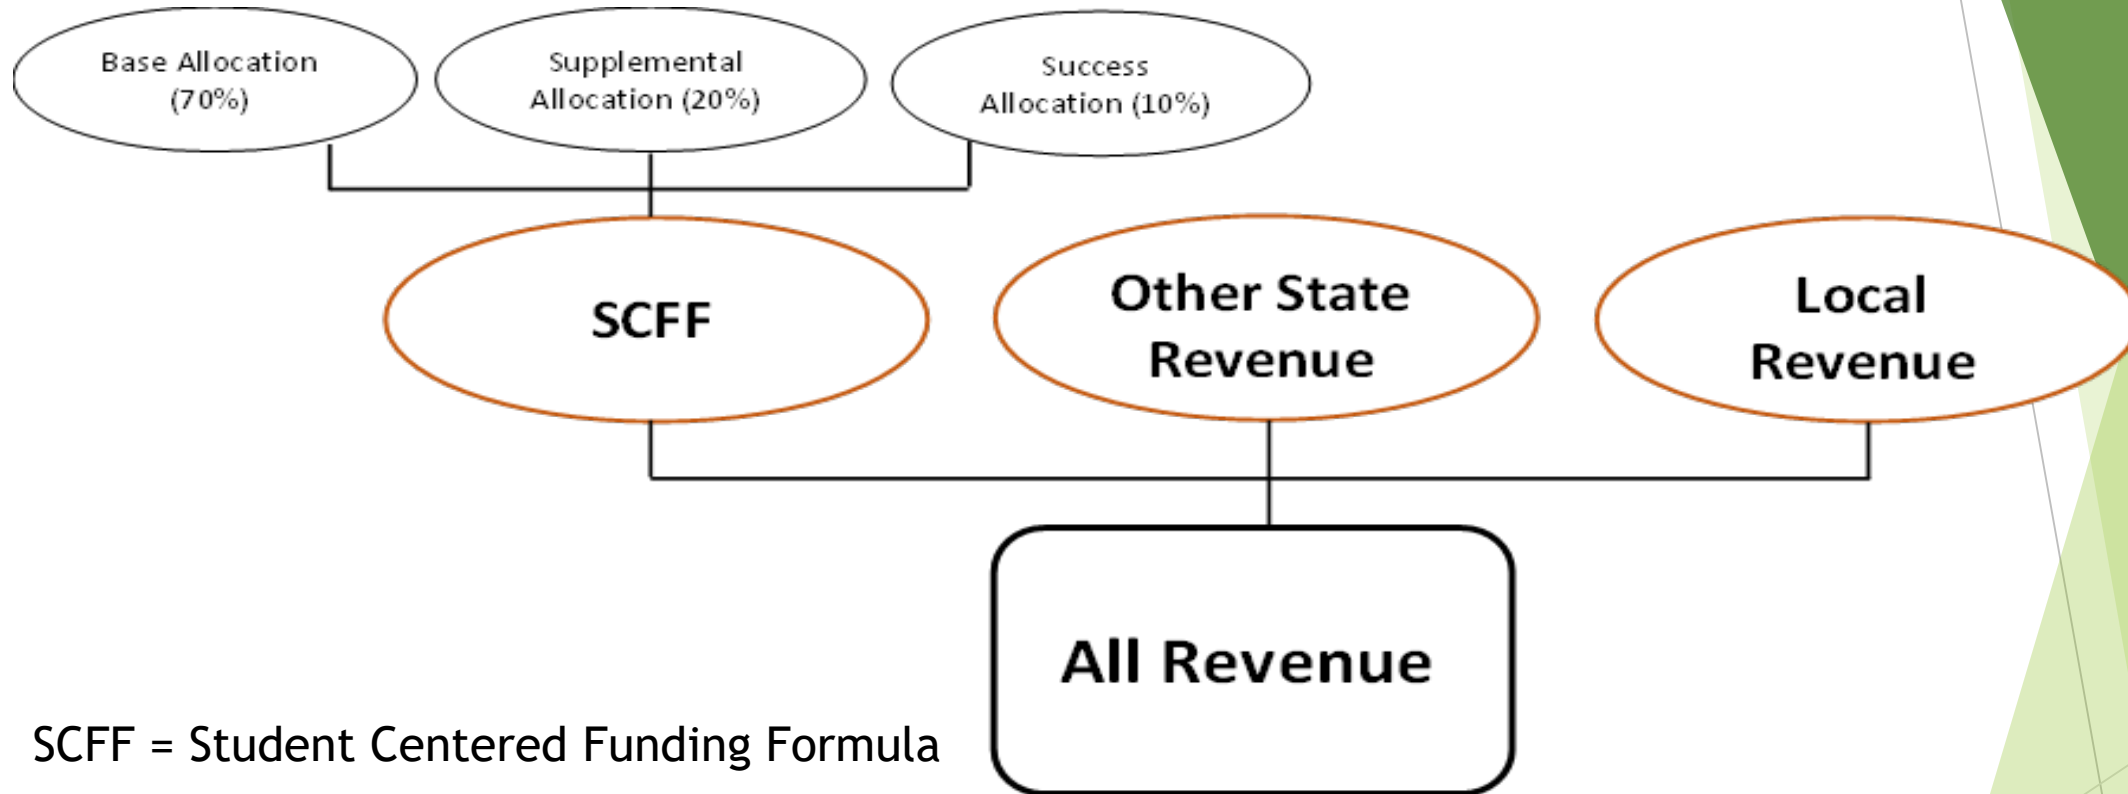 Base Allocation
(70%)
Supplemental
Allocation (20%)
Success
Allocation (10%)
SCFF
Other State
Revenue
Local
Revenue
All Revenue
SCFF = Student Centered Funding Formula